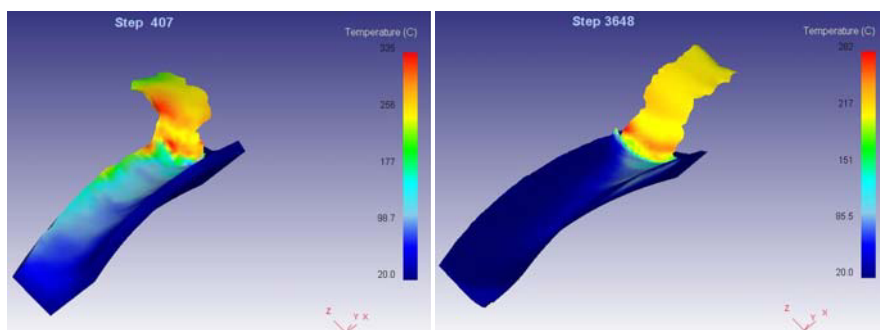 Step 407
Temperature (C)
335
256
177
98.7
20.0
Z Y X
Step 3648
Temperature (C)
282
217
151
85.5
20.0
Z Y X